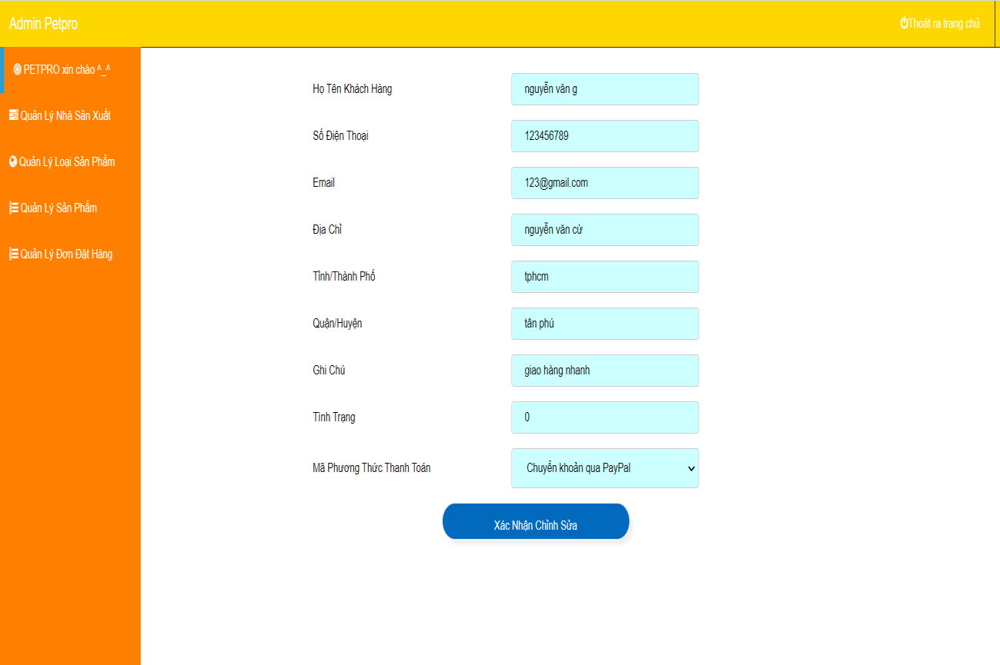 Admin Petpro
Thoát ra trang chủ
PETPRO xin chào ^_^
Quản Lý Nhà Sản Xuất
Quản Lý Loại Sản Phẩm
Quản Lý Sản Phẩm
Quản Lý Đơn Đặt Hàng
Họ Tên Khách Hàng
nguyễn văn g
Số Điện Thoại
123456789
Email
123@gmail.com
Địa Chỉ
nguyễn văn cừ
Tỉnh/Thành Phố
tphcm
Quận/Huyện
tân phú
Ghi Chú
giao hàng nhanh
Tình Trạng
0
Mã Phương Thức Thanh Toán
Chuyển khoản qua PayPal
Xác Nhận Chỉnh Sửa